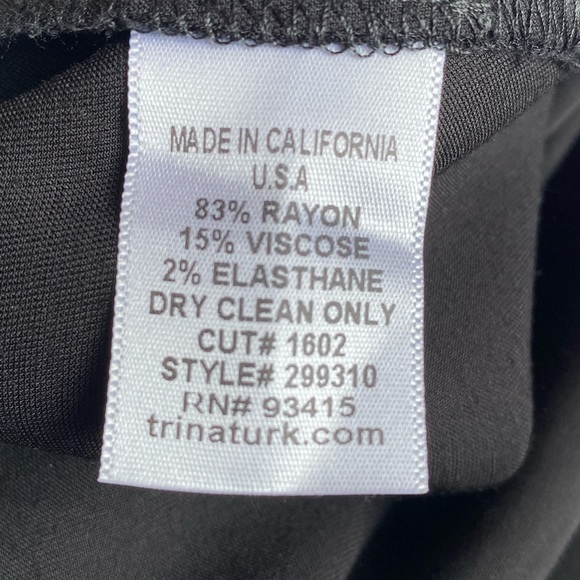 MADE IN CALIFORNIA
U.S.A
83% RAYON
15% VISCOSE
2% ELASTHANE
DRY CLEAN ONLY
CUT# 1602
STYLE# 299310
RN# 93415
trinaturk.com